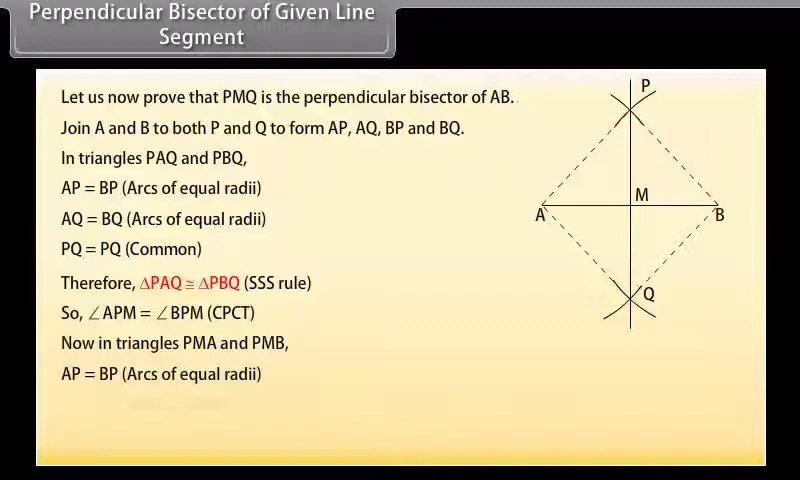 Perpendicular Bisector of Given Line
Segment
Let us now prove that PMQ is the perpendicular bisector of AB.
Join A and B to both P and Q to form AP, AQ, BP and BQ.
In triangles PAQ and PBQ,
AP = BP (Arcs of equal radii)
AQ = BQ (Arcs of equal radii)
PQ = PQ (Common)
Therefore, ΔPAQ ≅ ΔPBQ (SSS rule)
So, ∠APM = ∠BPM (CPCT)
Now in triangles PMA and PMB,
AP = BP (Arcs of equal radii)
P
M
A
B
Q